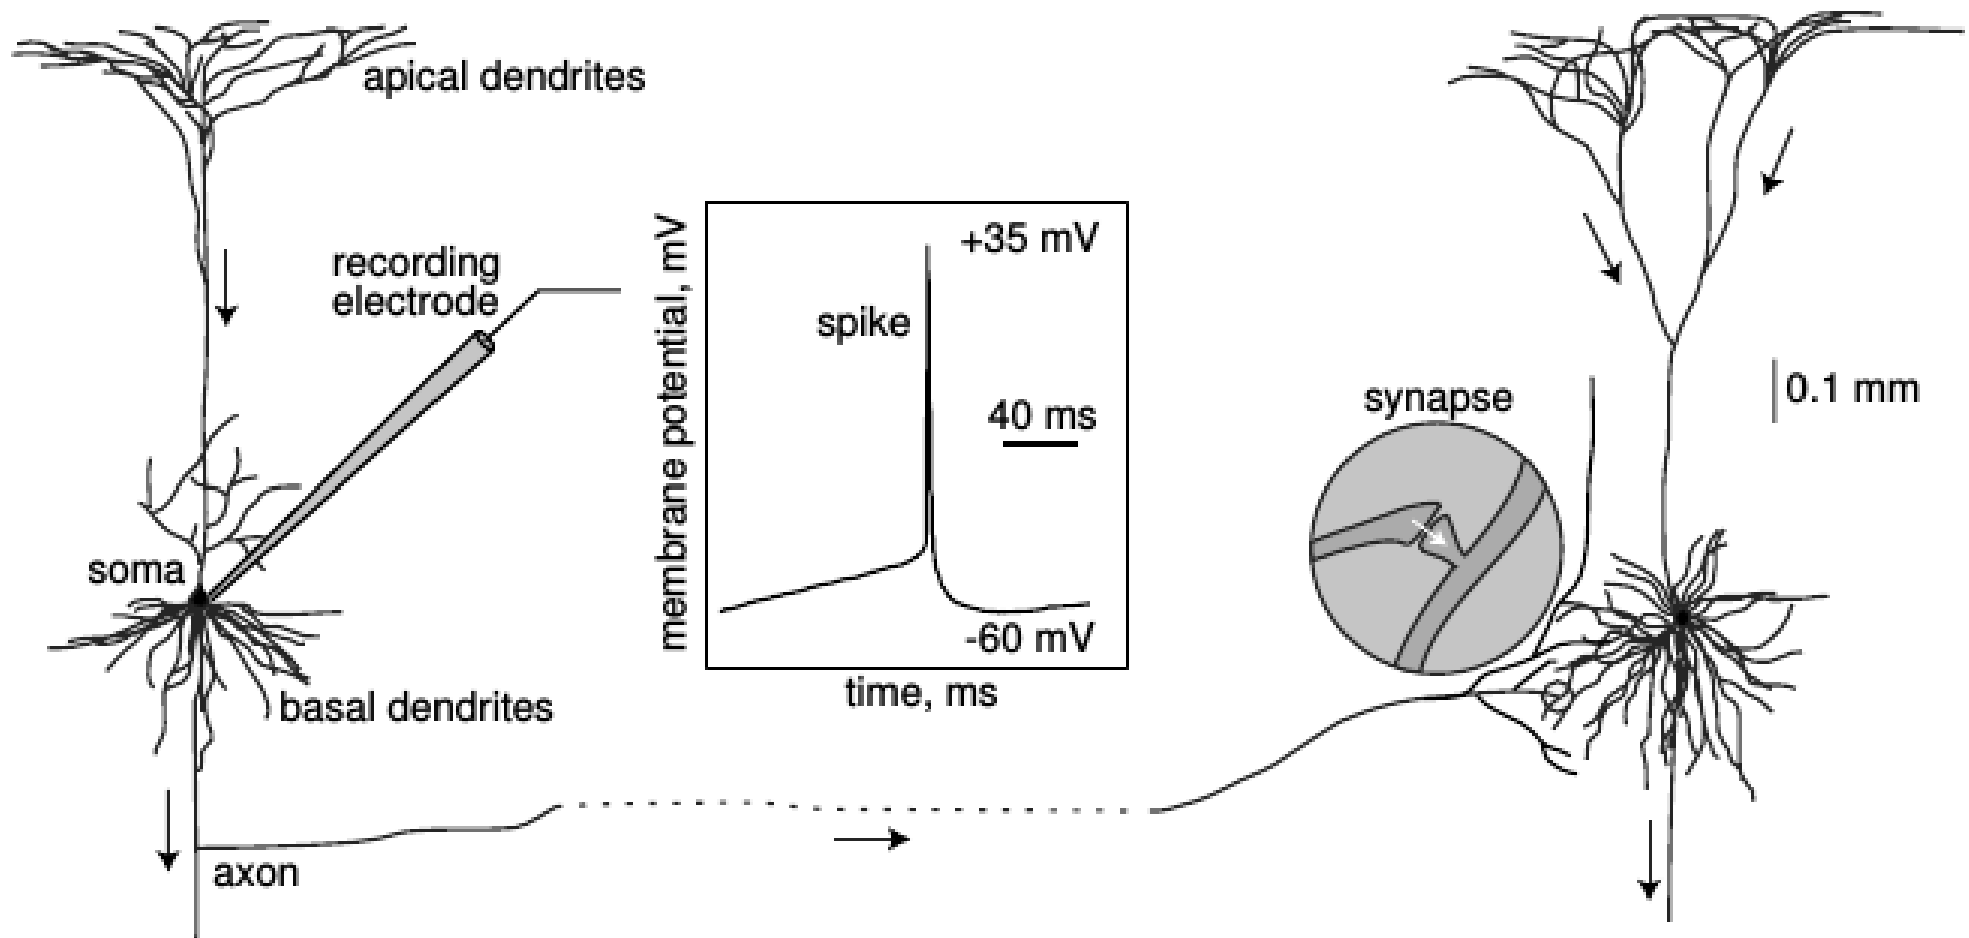 apical dendrites
recording
electrode
soma
basal dendrites
axon
membrane potential, mV
+35 mV
spike
40 ms
-60 mV
time, ms
synapse
0.1 mm